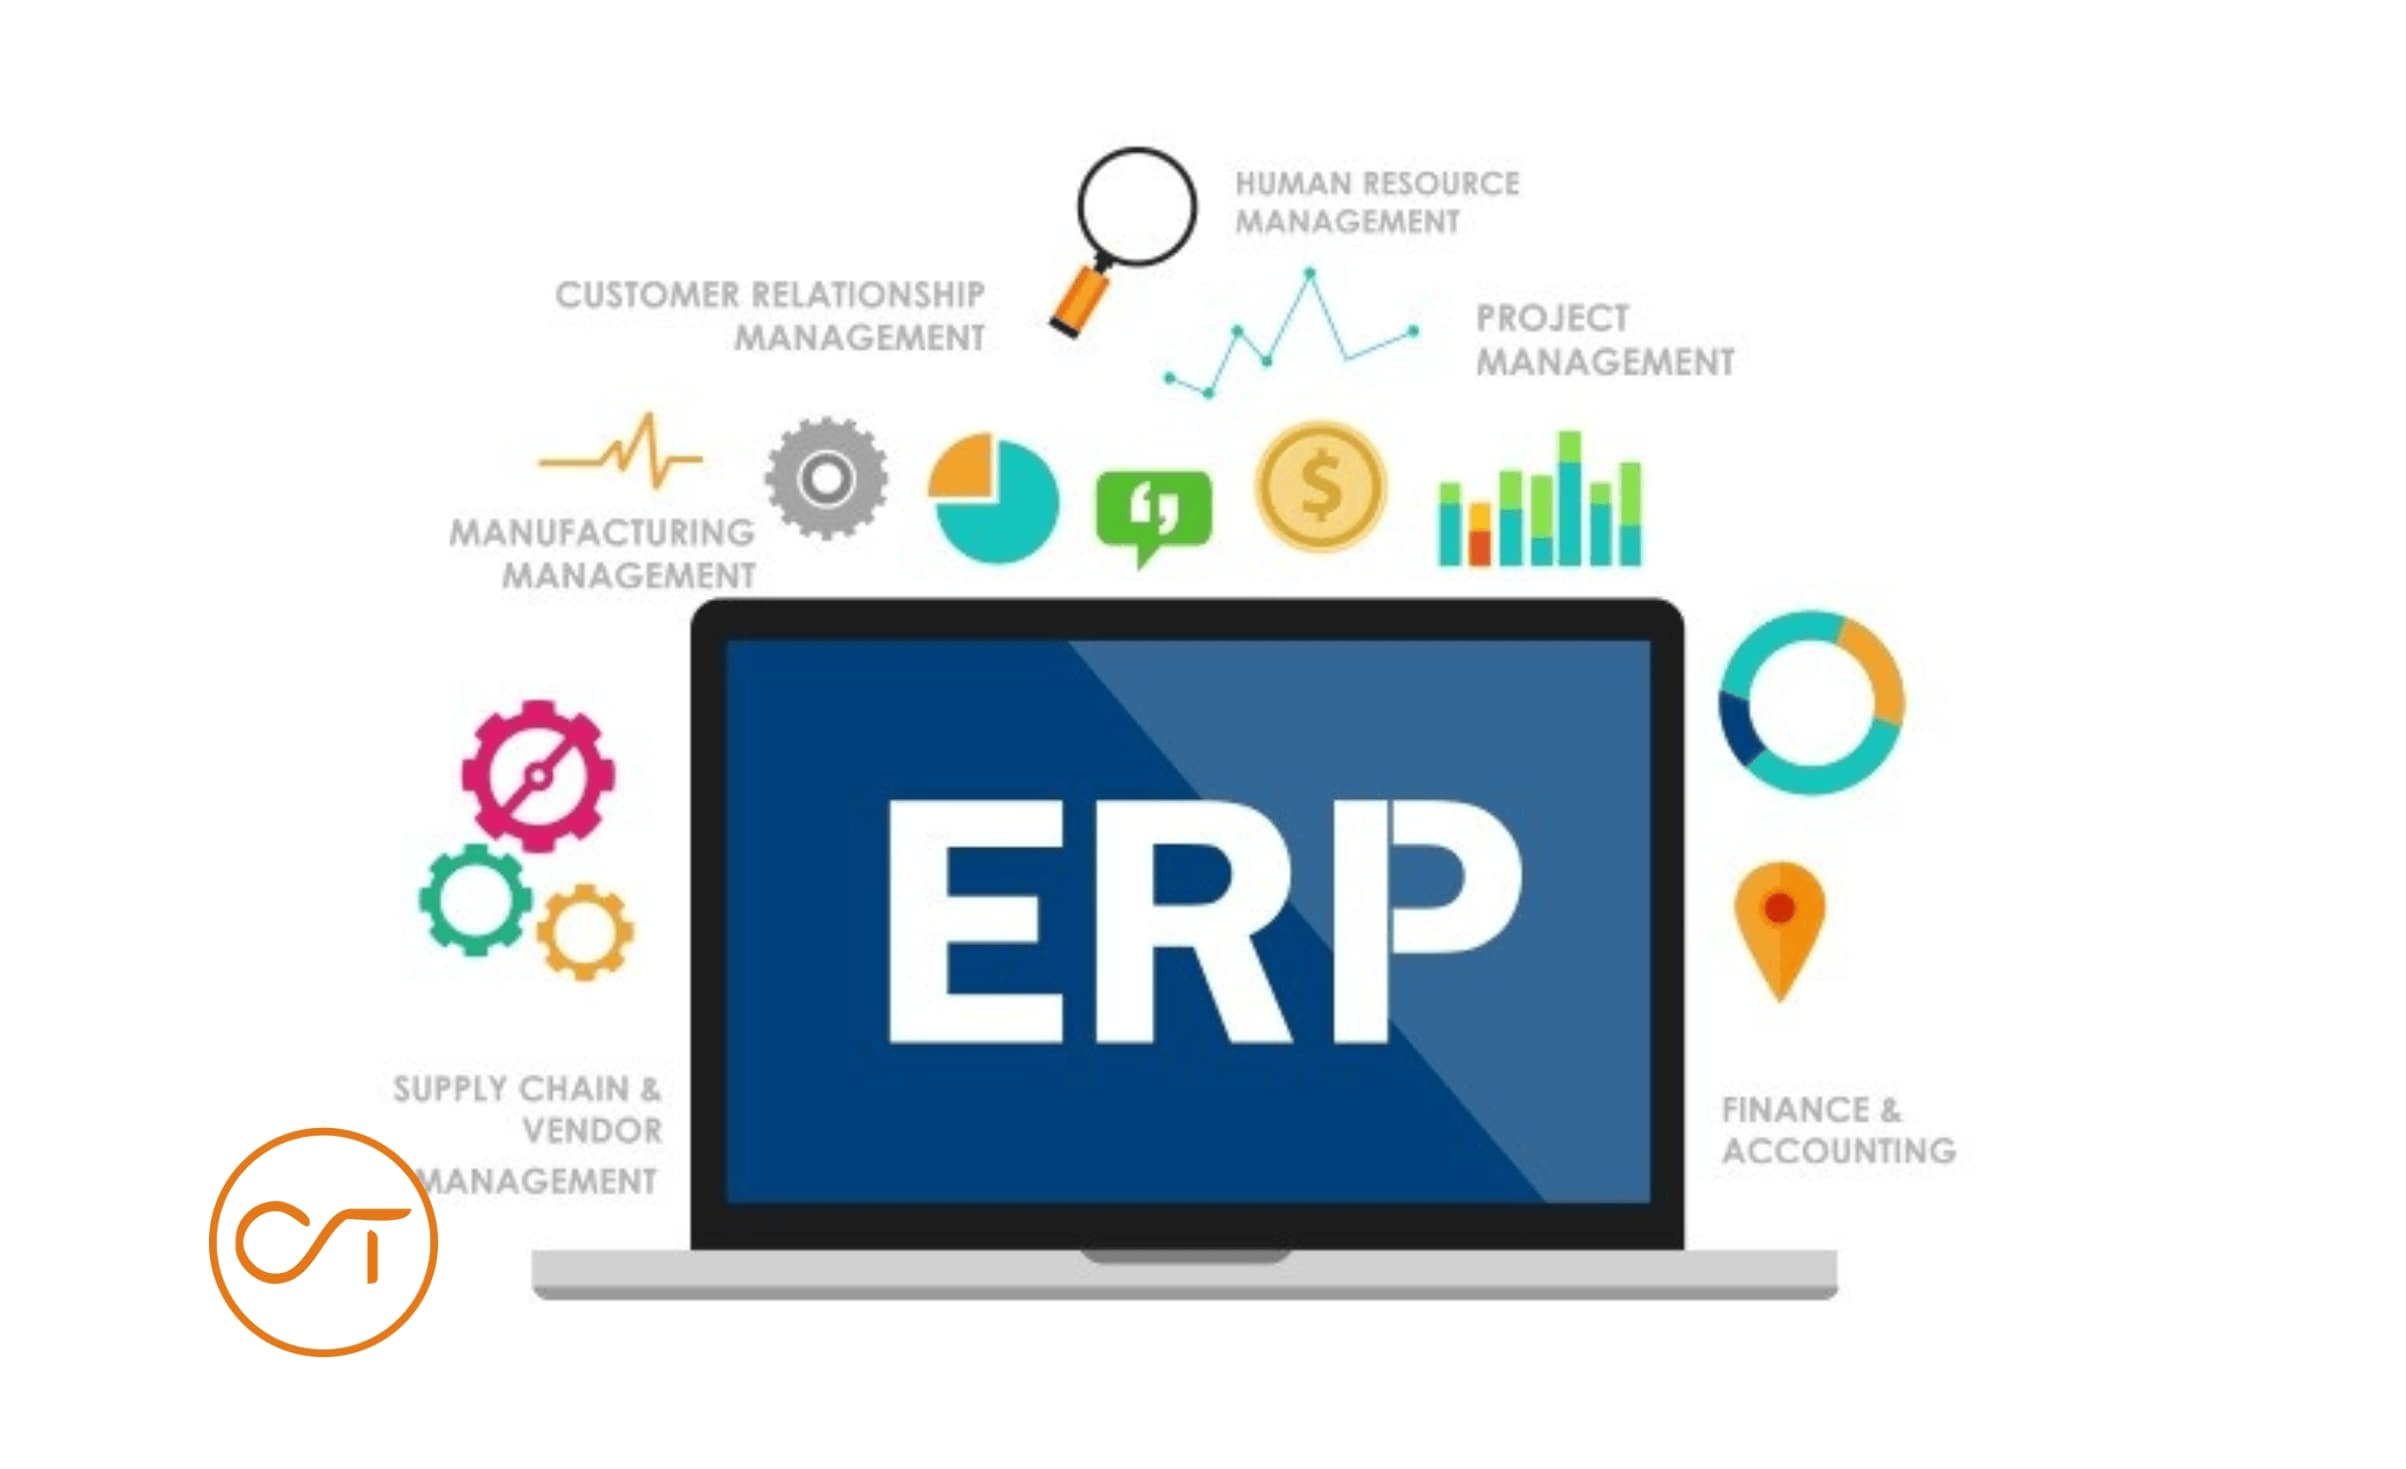 HUMAN RESOURCE
MANAGEMENT
CUSTOMER RELATIONSHIP
MANAGEMENT
PROJECT
MANAGEMENT
$
MANUFACTURING
MANAGEMENT
ERP
SUPPLY CHAIN &
VENDOR
MANAGEMENT
FINANCE &
ACCOUNTING